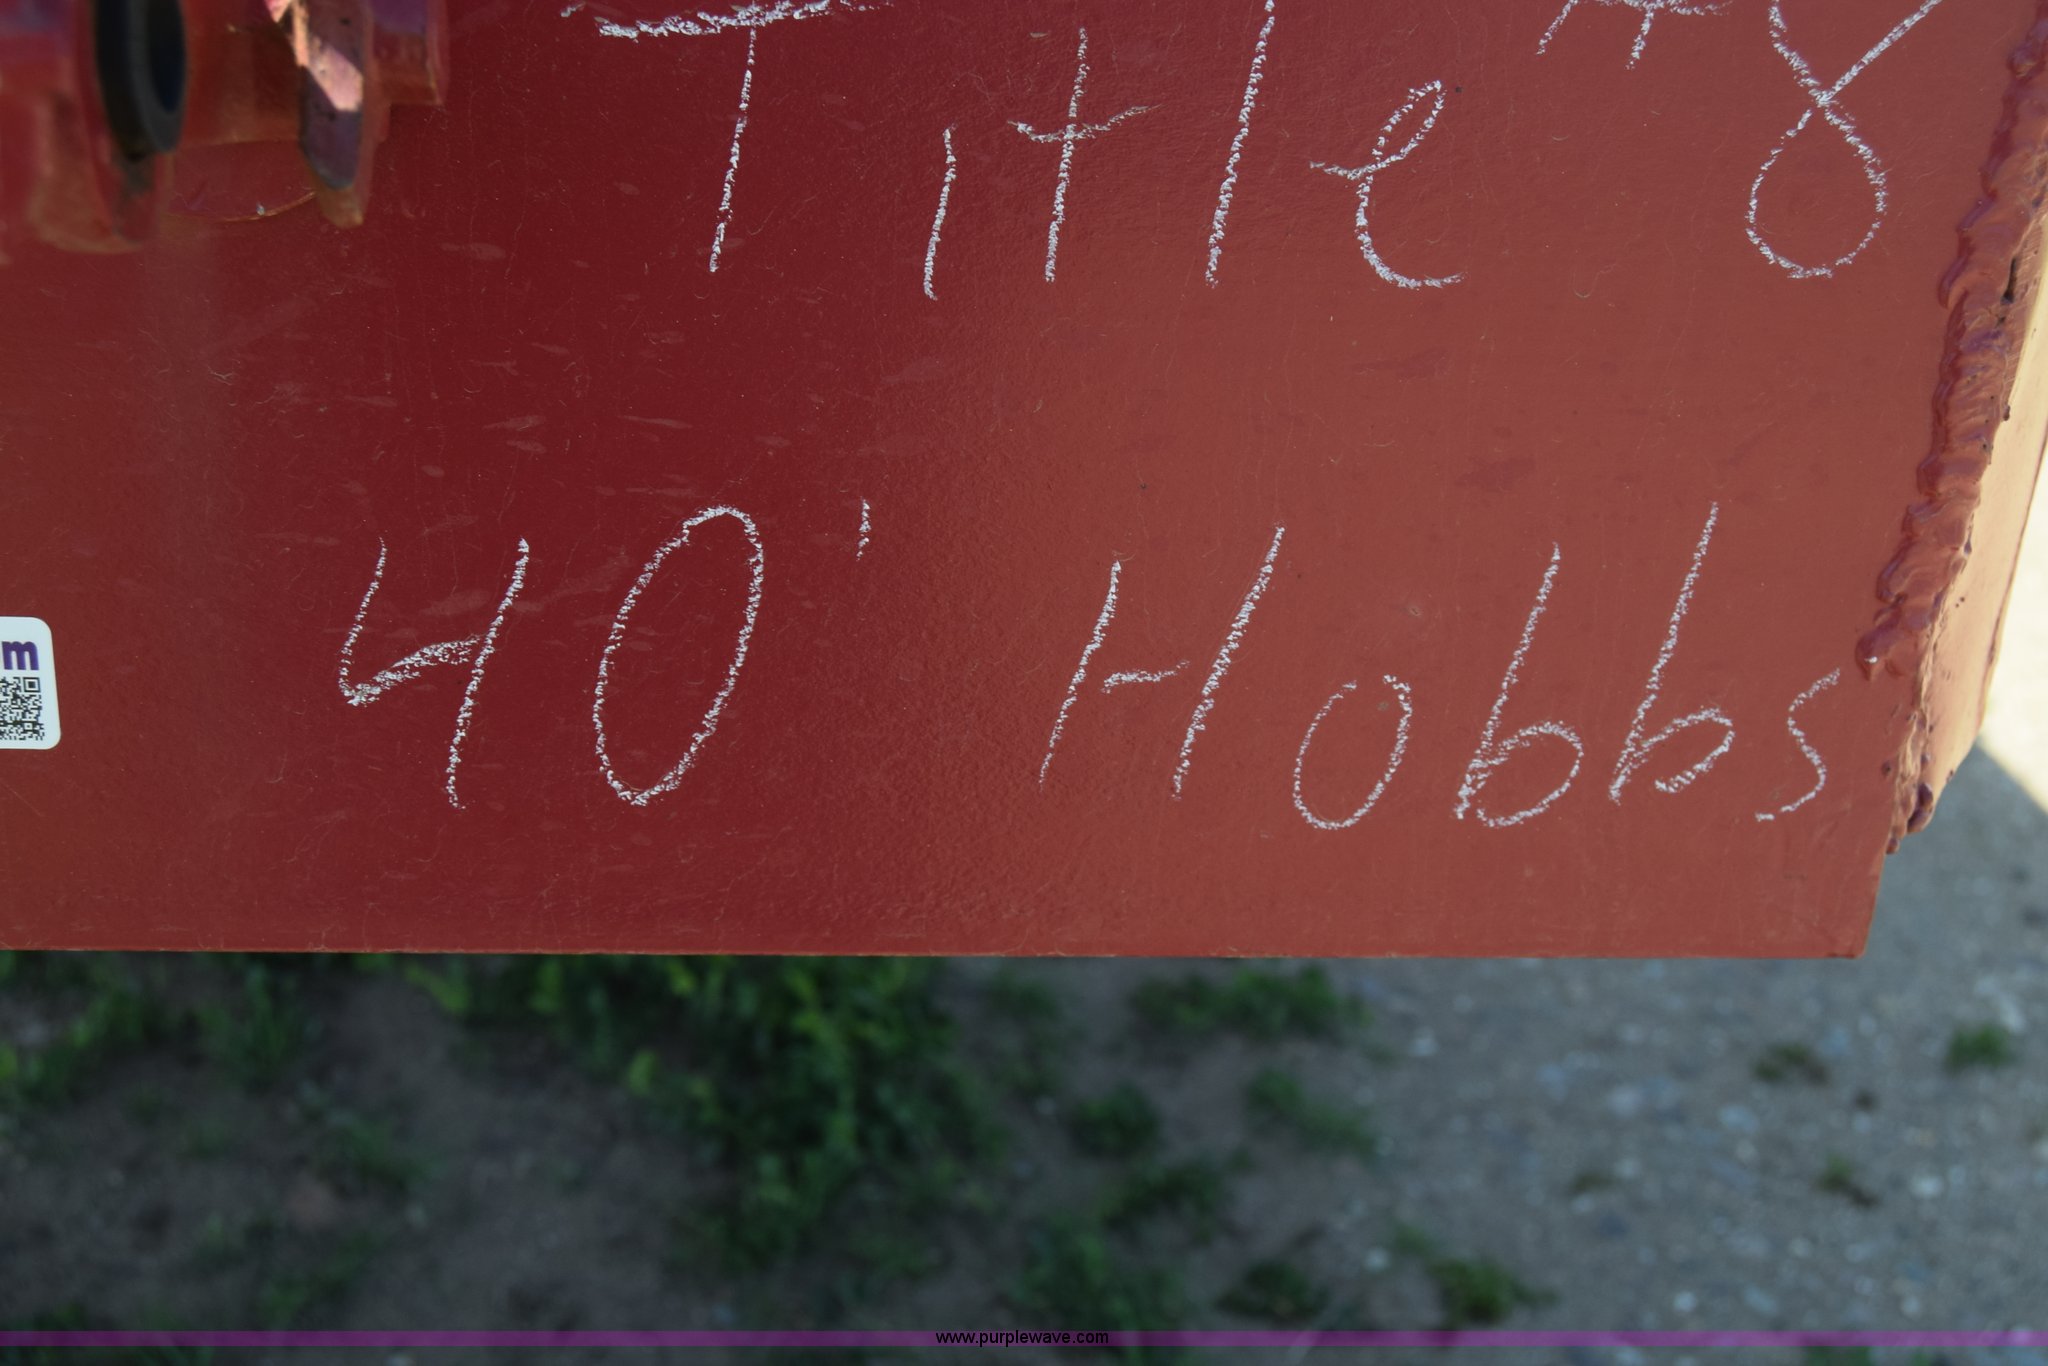 Title #8
40' Hobbs
m
www.purplewave.com